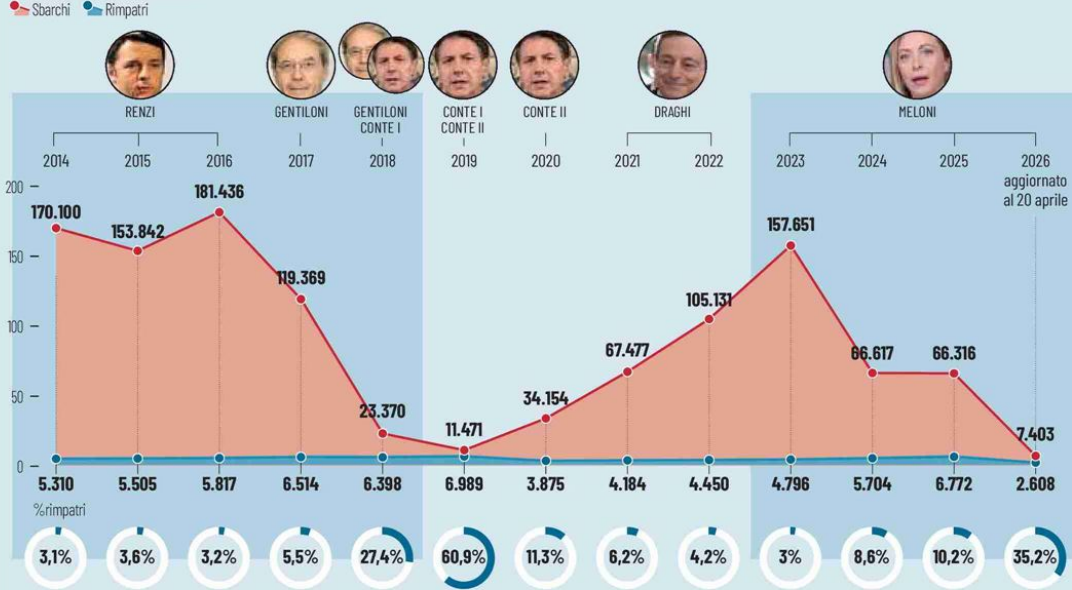 Sbarchi Rimpatri
RENZI GENTILONI GENTILONI CONTE I CONTE II DRAGHI MELONI
CONTE I CONTE II
2014 2015 2016 2017 2018 2019 2020 2021 2022 2023 2024 2025 2026
aggiornato
al 20 aprile
200
170.100 153.842 181.436 119.369 23.370 11.471 34.154 67.477 105.131 157.651 66.617 66.316 7.403
150
100
50
0
5.310 5.505 5.817 6.514 6.398 6.989 3.875 4.184 4.450 4.796 5.704 6.772 2.608
%rimpatri
3,1% 3,6% 3,2% 5,5% 27,4% 60,9% 11,3% 6,2% 4,2% 3% 8,6% 10,2% 35,2%